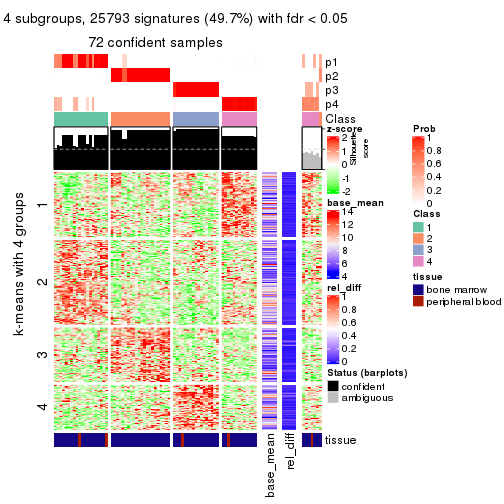 4 subgroups, 25793 signatures (49.7%) with fdr < 0.05
72 confident samples
p1
p2
p3
p4
Class
Silhouette
score
k-means with 4 groups
1
2
3
4
tissue
base_mean
rel_diff
z-score
2
1
0
-1
-2
base_mean
14
12
10
8
6
4
rel_diff
1
0.8
0.6
0.4
0.2
0
Status (barplots)
confident
ambiguous
Prob
1
0.8
0.6
0.4
0.2
0
Class
1
2
3
4
tissue
bone marrow
peripheral blood